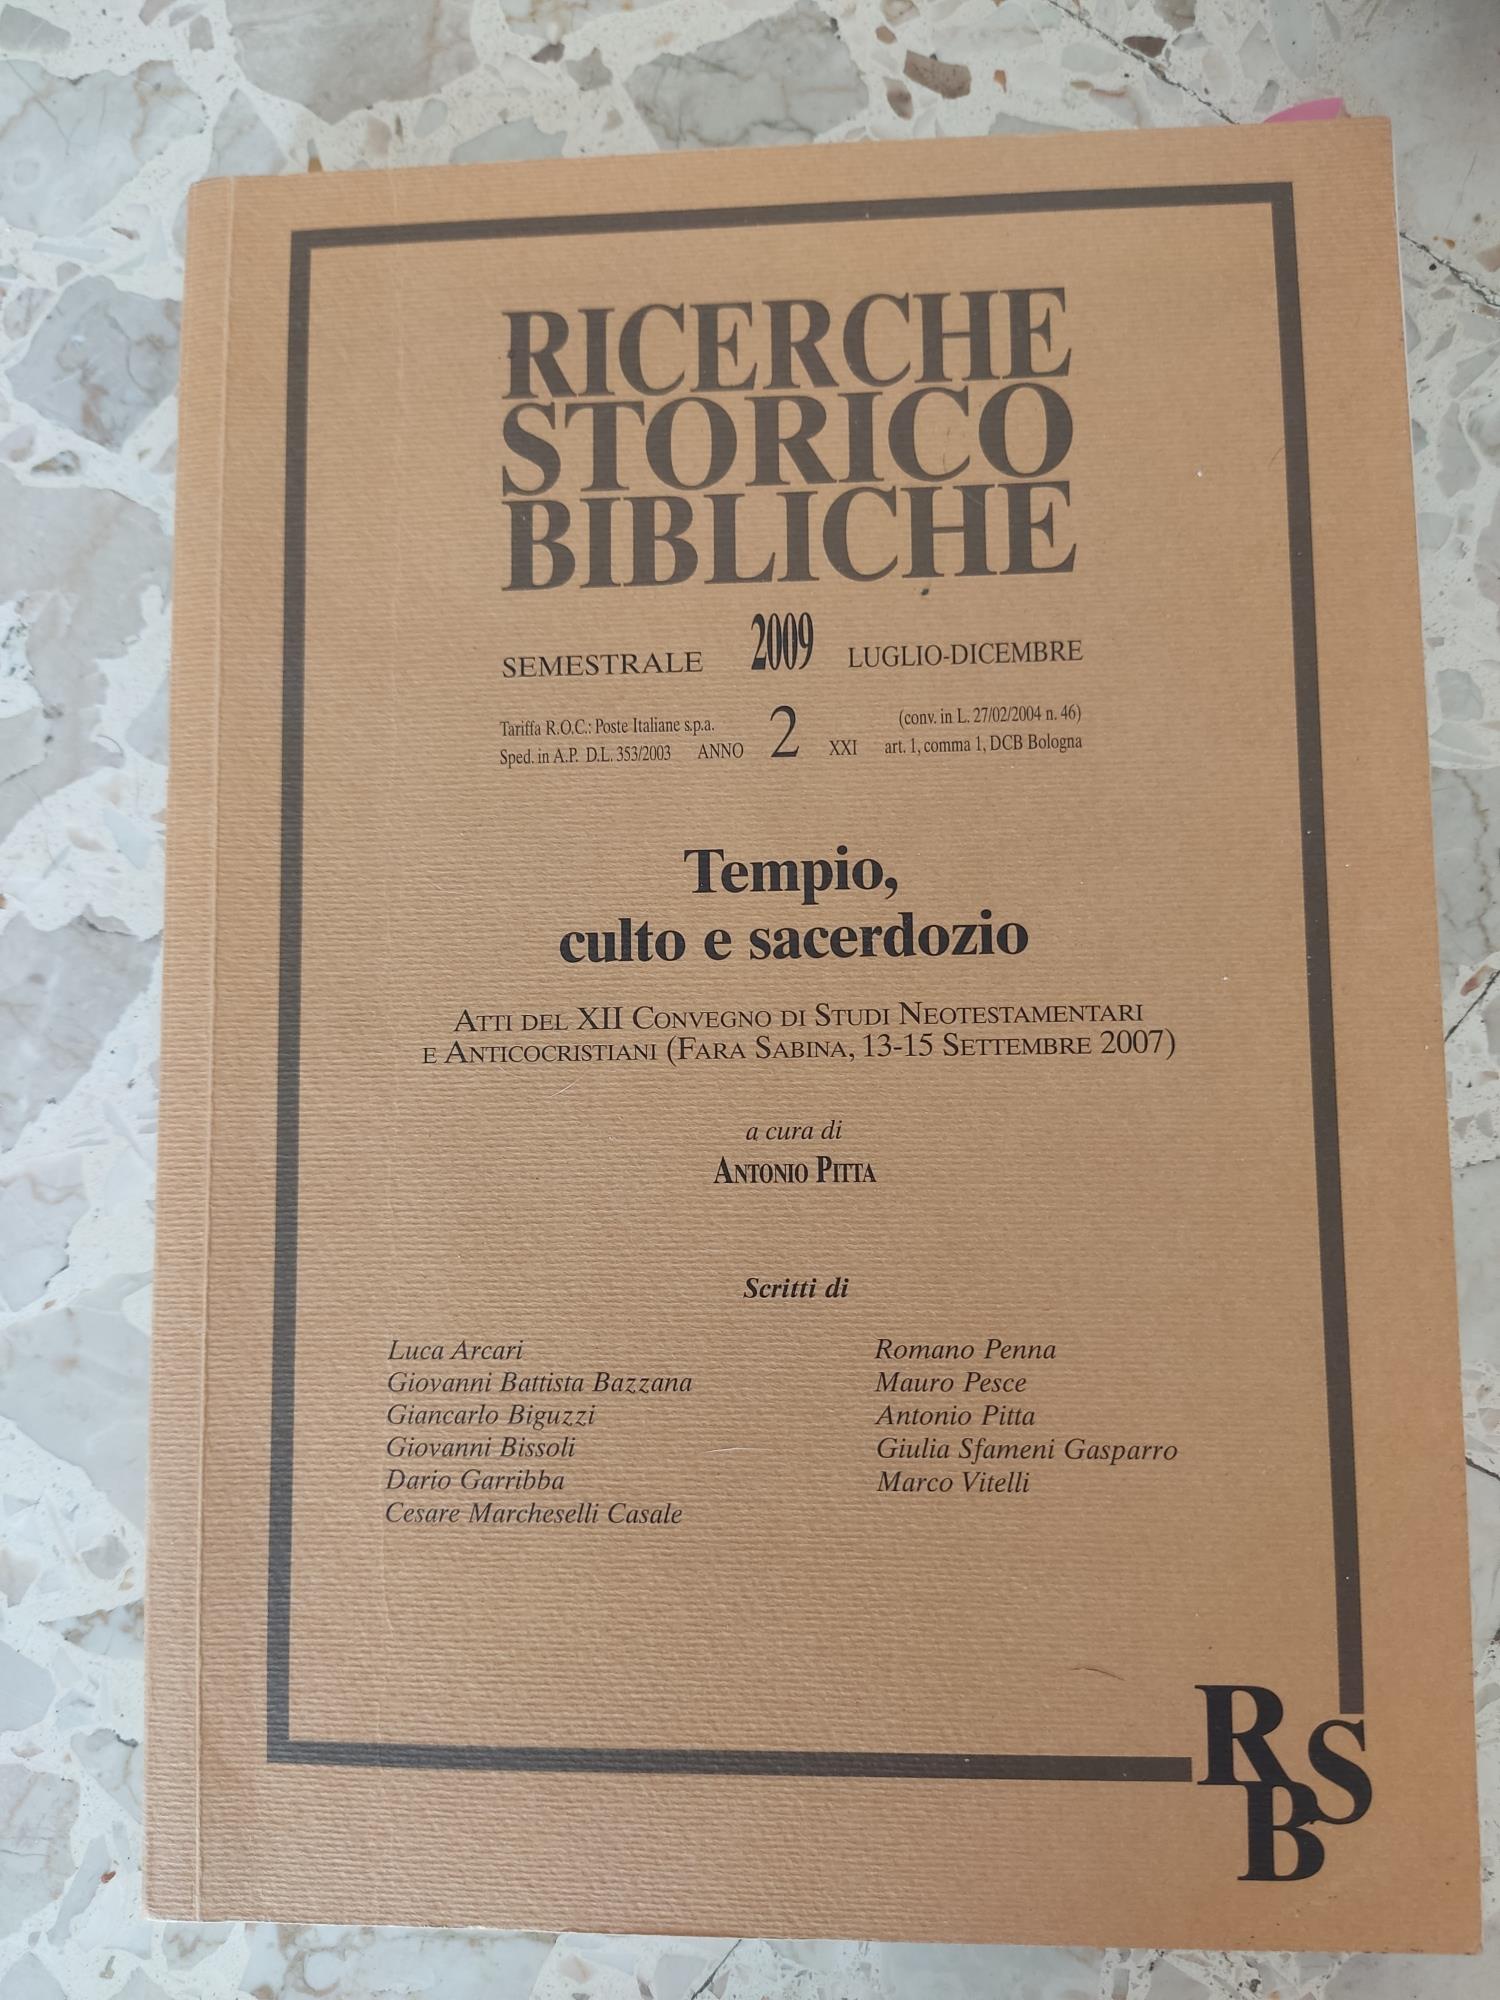 RICERCHE
STORICO
BIBLICHE
SEMESTRALE 2009 LUGLIO-DICEMBRE
Tariffa R.O.C.: Poste Italiane s.p.a. (conv. in L. 27/02/2004 n. 46)
Sped. in A.P. D.L. 353/2003 ANNO 2 XXI art. 1, comma 1, DCB Bologna
Tempio,
culto e sacerdozio
ATTI DEL XII CONVEGNO DI STUDI NEOTESTAMENTARI
E ANTICOCRISTIANI (FARA SABINA, 13-15 SETTEMBRE 2007)
a cura di
ANTONIO PITTA
Scritti di
Luca Arcari
Giovanni Battista Bazzana
Giancarlo Biguzzi
Giovanni Bissoli
Dario Garribba
Cesare Marcheselli Casale
Romano Penna
Mauro Pesce
Antonio Pitta
Giulia Sfameni Gasparro
Marco Vitelli
RSB